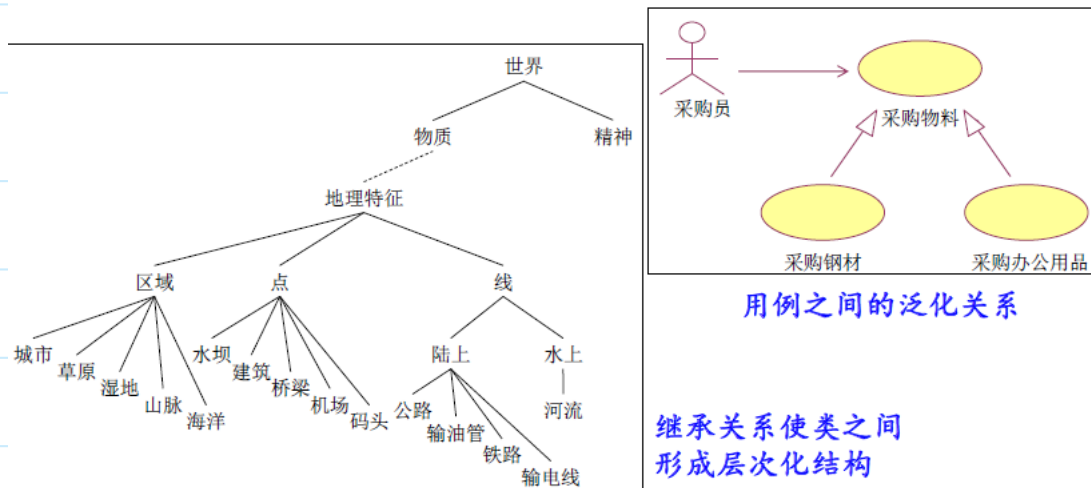 世界
物质
精神
地理特征
区域
点
线
城市
草原
湿地
山脉
海洋
水坝
建筑
桥梁
机场
码头
陆上
水上
公路
输油管
铁路
输电线
河流
采购员
采购物料
采购钢材
采购办公用品
用例之间的泛化关系
继承关系使类之间
形成层次化结构